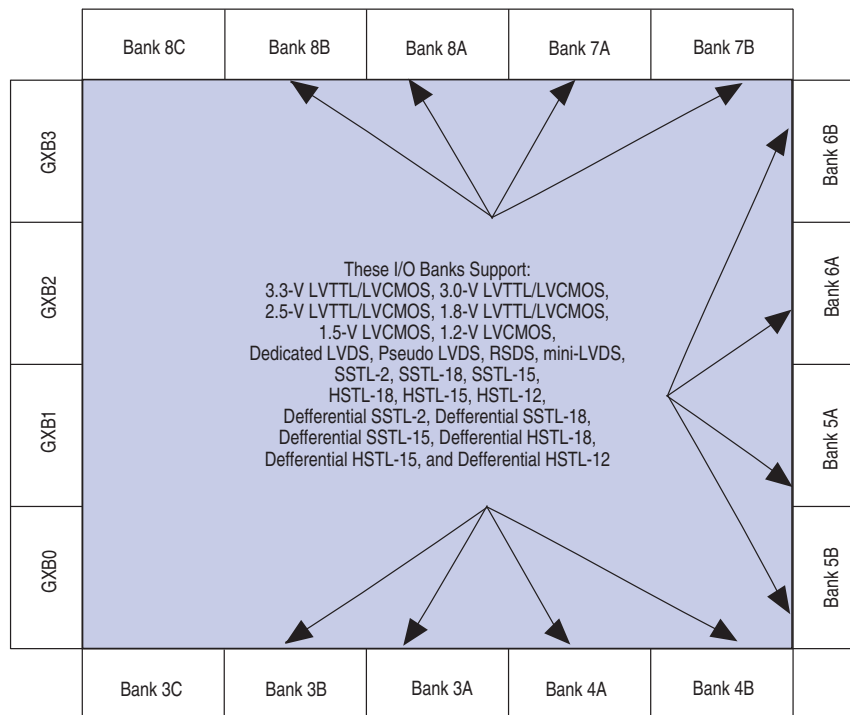 Bank 8C
Bank 8B
Bank 8A
Bank 7A
Bank 7B
GXB3
GXB2
GXB1
GXB0
Bank 6B
Bank 6A
Bank 5A
Bank 5B
These I/O Banks Support:
3.3-V LVTTL/LVCMOS, 3.0-V LVTTL/LVCMOS,
2.5-V LVTTL/LVCMOS, 1.8-V LVTTL/LVCMOS,
1.5-V LVCMOS, 1.2-V LVCMOS,
Dedicated LVDS, Pseudo LVDS, RSDS, mini-LVDS,
SSTL-2, SSTL-18, SSTL-15,
HSTL-18, HSTL-15, HSTL-12,
Defferential SSTL-2, Defferential SSTL-18,
Defferential SSTL-15, Defferential HSTL-18,
Defferential HSTL-15, and Defferential HSTL-12
Bank 3C
Bank 3B
Bank 3A
Bank 4A
Bank 4B